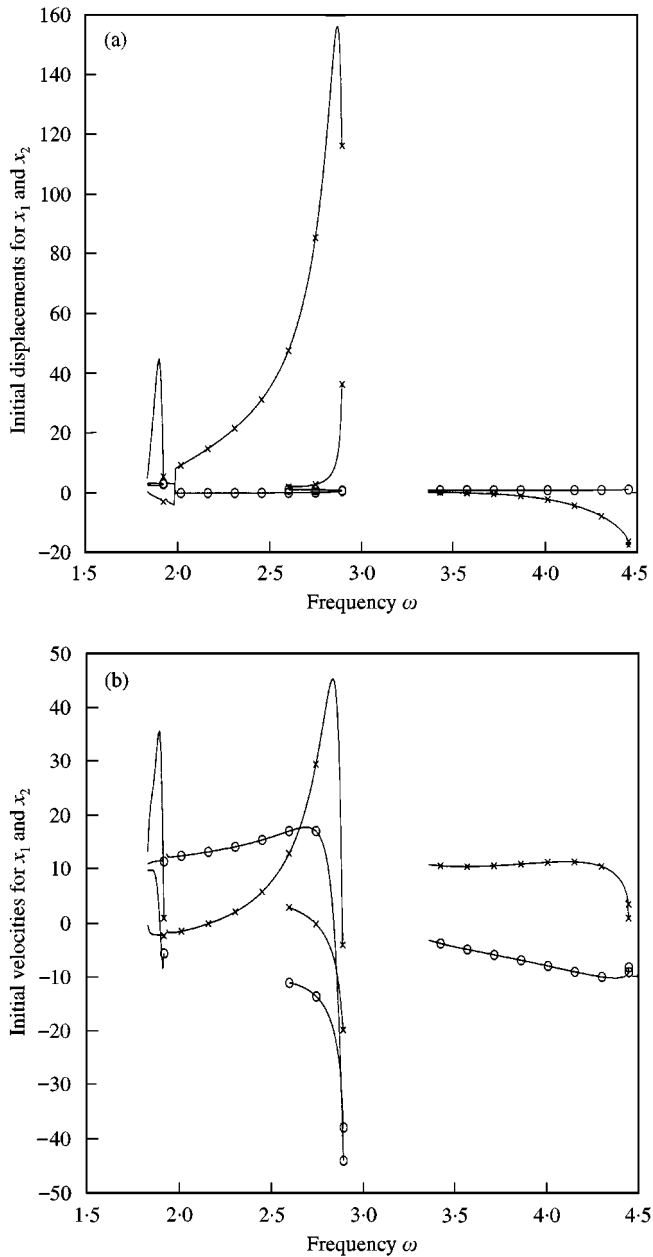 (a)
160
140
120
100
80
60
40
20
0
−20
Initial displacements for x₁ and x₂
1·5 2·0 2·5 3·0 3·5 4·0 4·5
Frequency ω
(b)
50
40
30
20
10
0
−10
−20
−30
−40
−50
Initial velocities for x₁ and x₂
1·5 2·0 2·5 3·0 3·5 4·0 4·5
Frequency ω